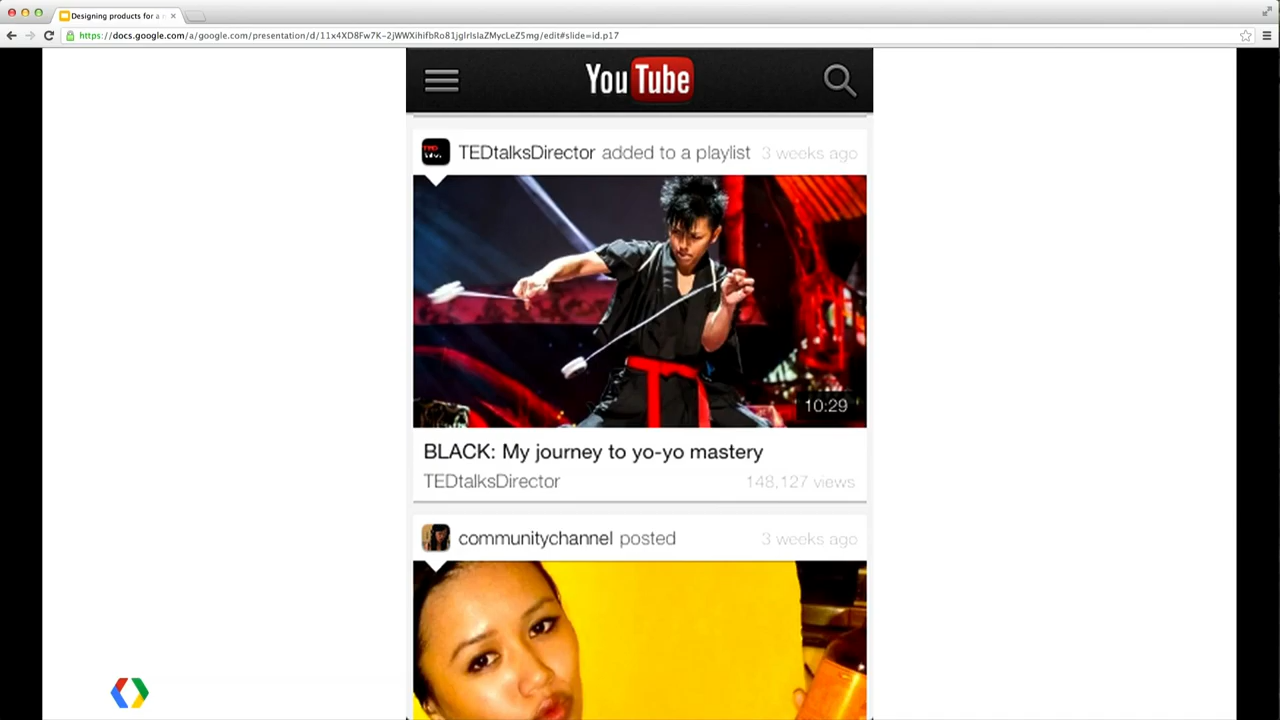 Designing products for a n
https://docs.google.com/a/google.com/presentation/d/11x4XD8Fw7K-2jWWXihifbRo81jglrIslaZMycLeZ5mg/edit#slide=id.p17
YouTube
TEDtalksDirector added to a playlist 3 weeks ago
10:29
BLACK: My journey to yo-yo mastery
TEDtalksDirector 148,127 views
communitychannel posted 3 weeks ago